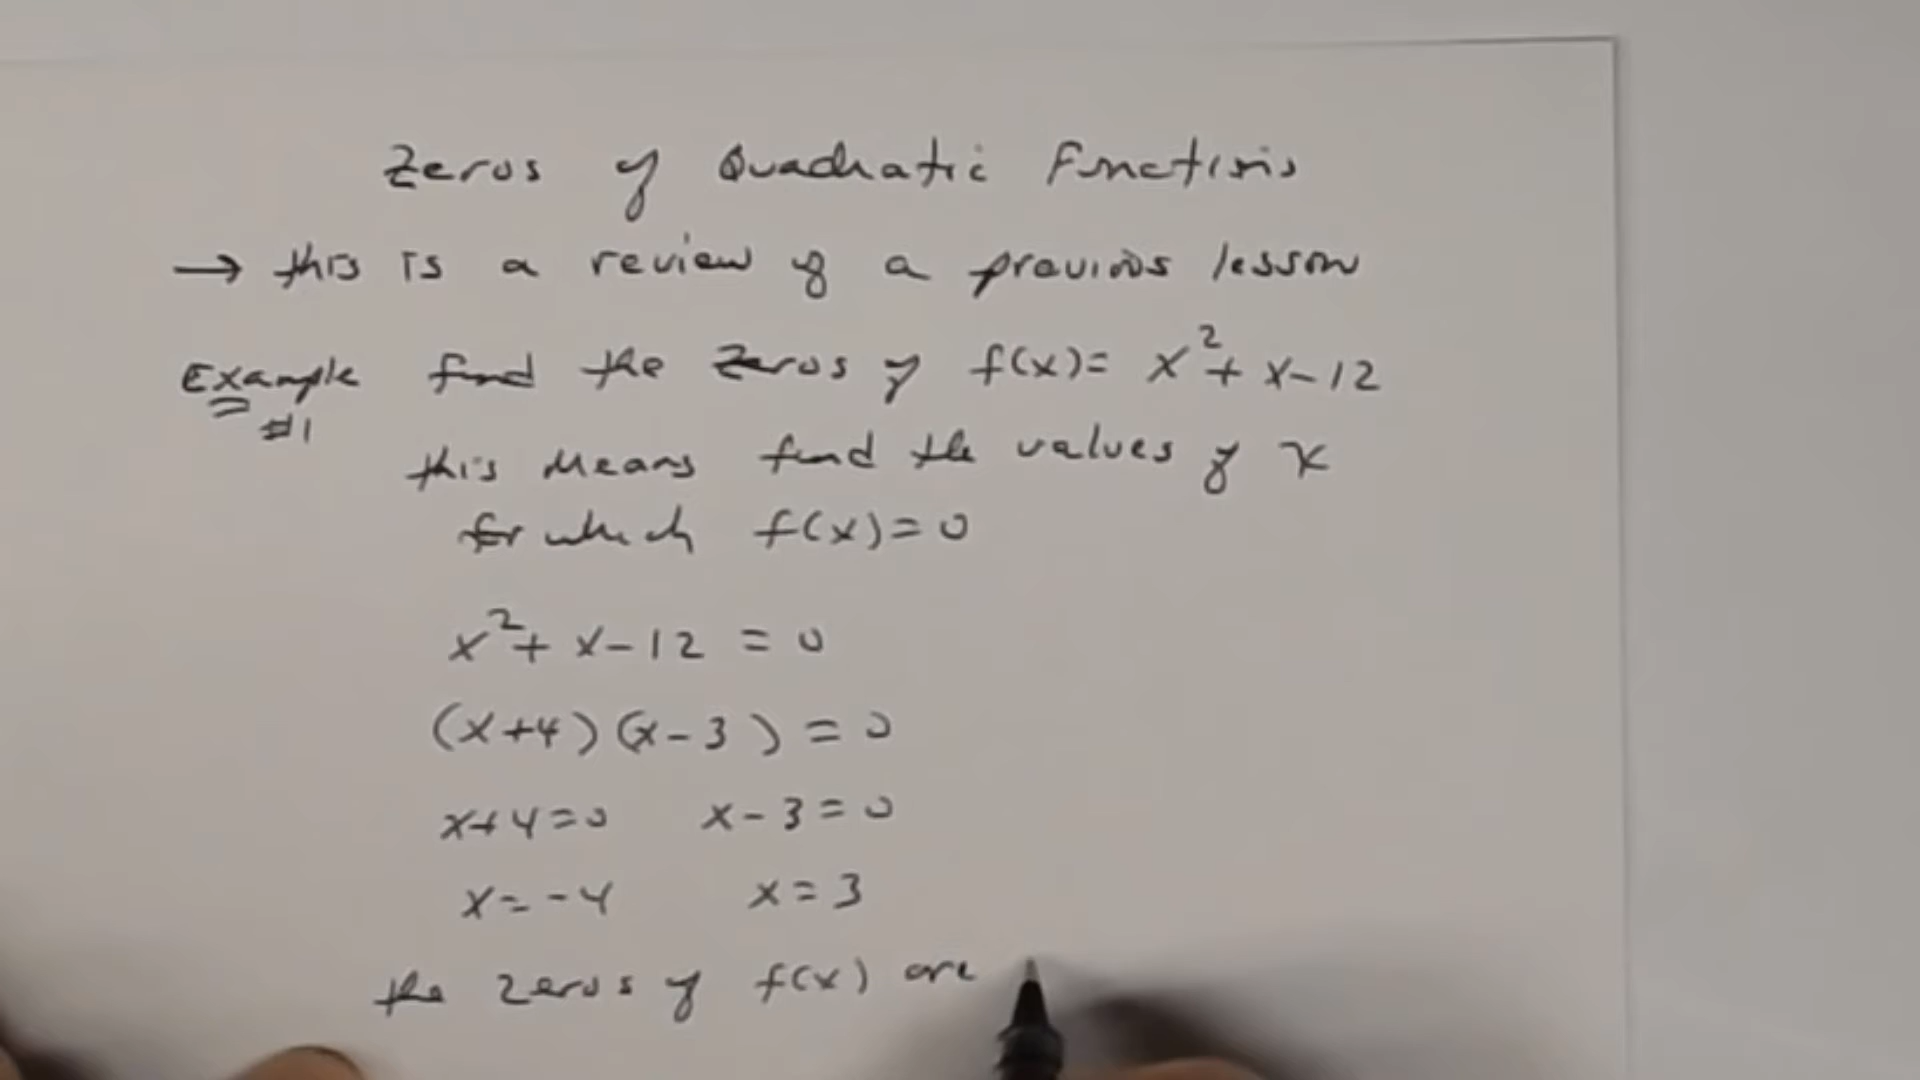 Zeros of Quadratic Functions
→ this is a review of a previous lesson
Example find the zeros of f(x) = x² + x - 12
#1
this means find the values of x
for which f(x) = 0
x² + x - 12 = 0
(x+4)(x-3) = 0
x+4=0 x-3=0
x=-4 x=3
the zeros of f(x) are